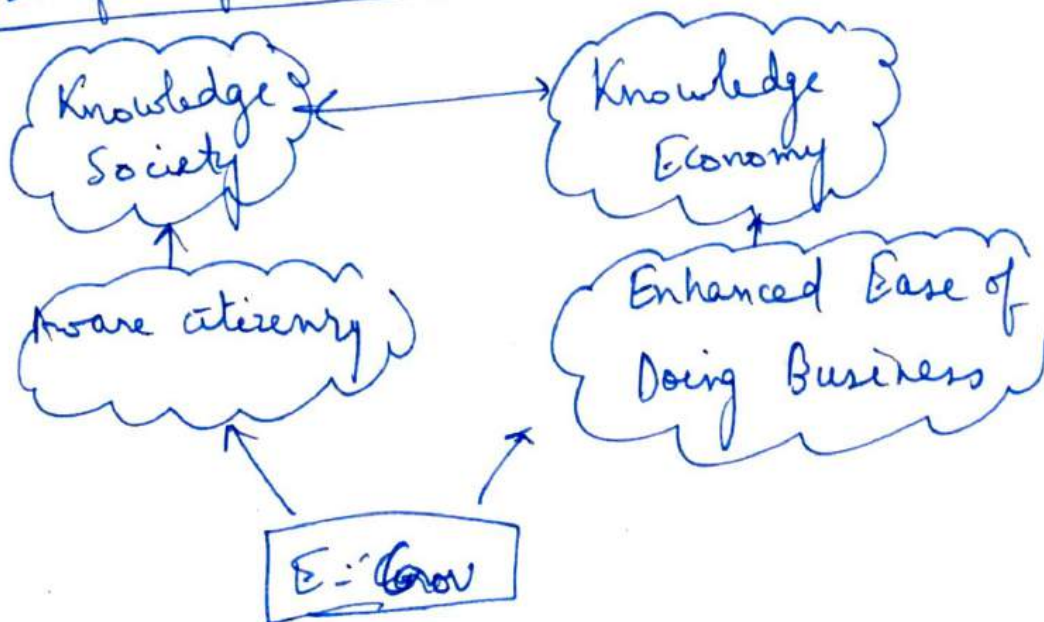 Knowledge
Society
Knowledge
Economy
Aware citizenry
Enhanced Ease of
Doing Business
E-Gov